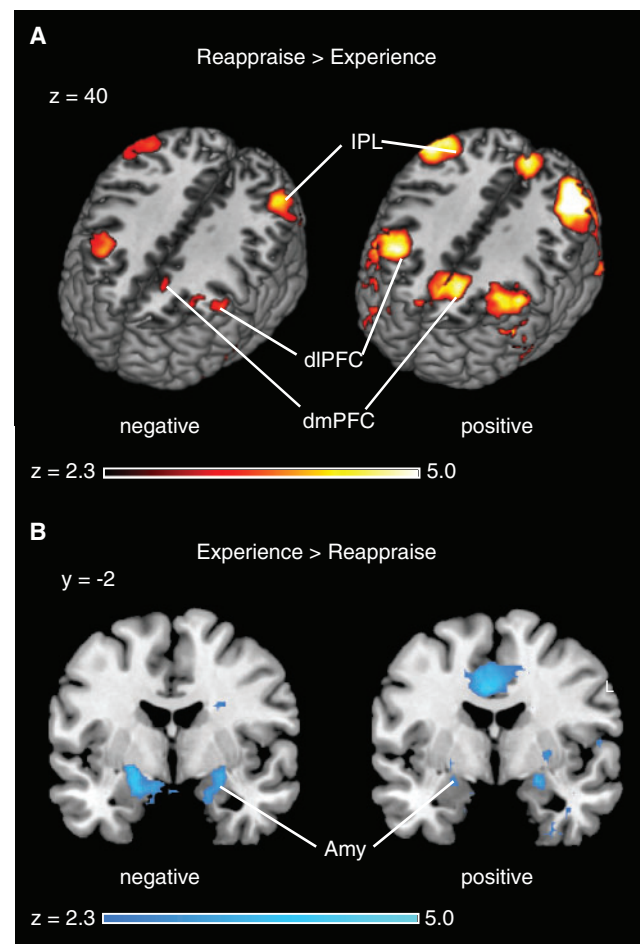 A
Reappraise > Experience
z = 40
IPL
dlPFC
dmPFC
negative
positive
z = 2.3
5.0
B
Experience > Reappraise
y = -2
L
Amy
negative
positive
z = 2.3
5.0